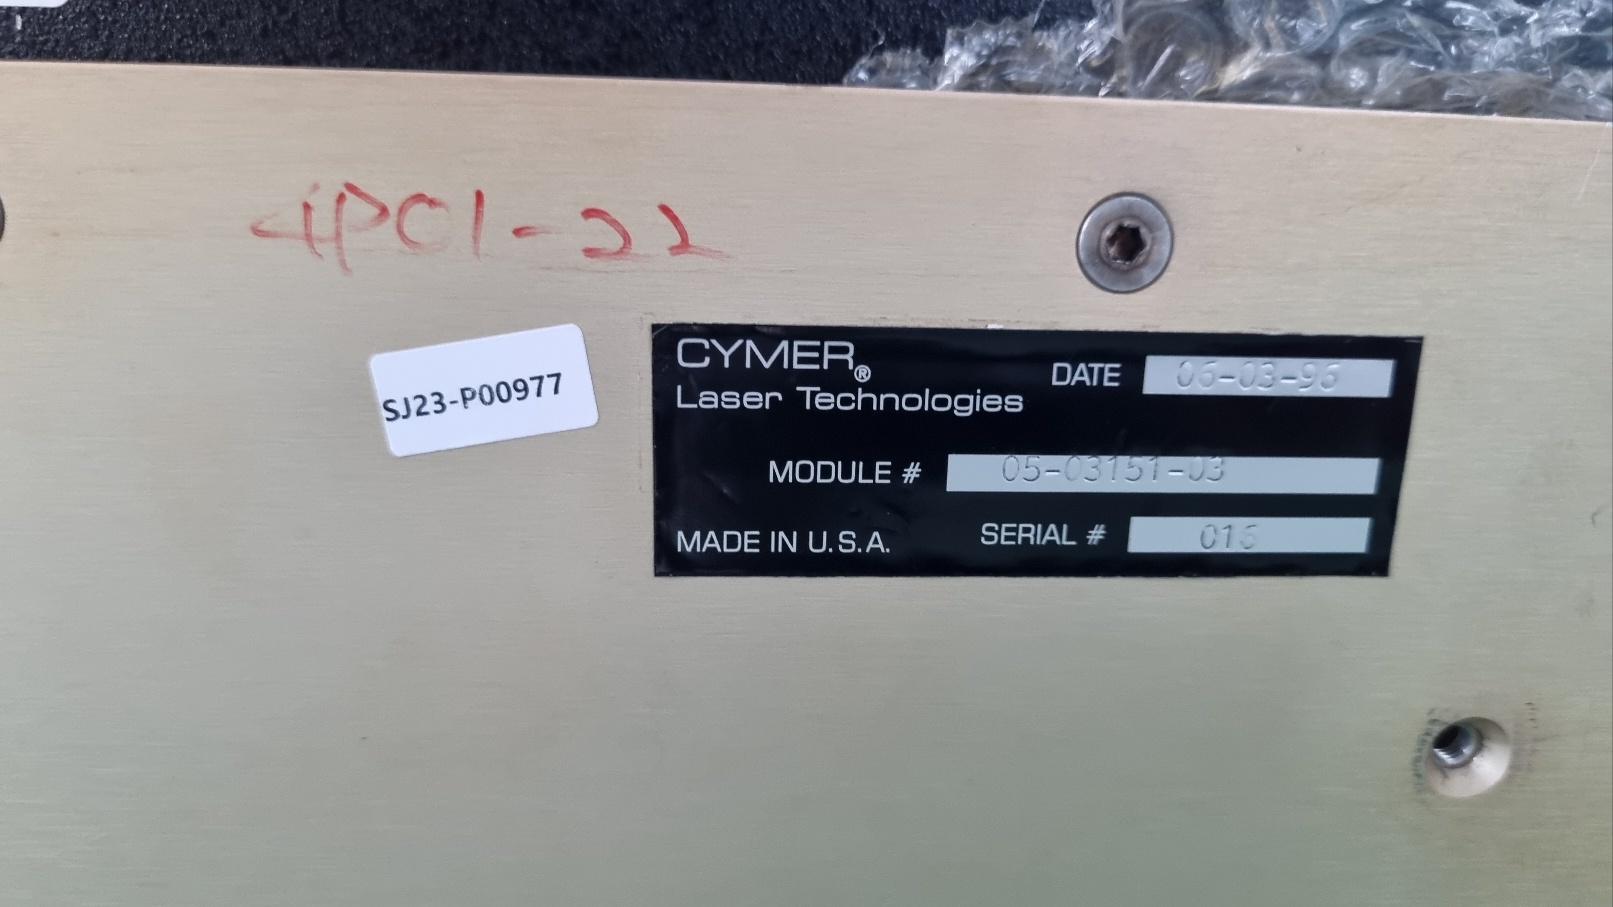 4PC1-22
SJ23-P00977
CYMER®
Laser Technologies
DATE 06-03-96
MODULE # 05-03151-03
MADE IN U.S.A.
SERIAL # 016